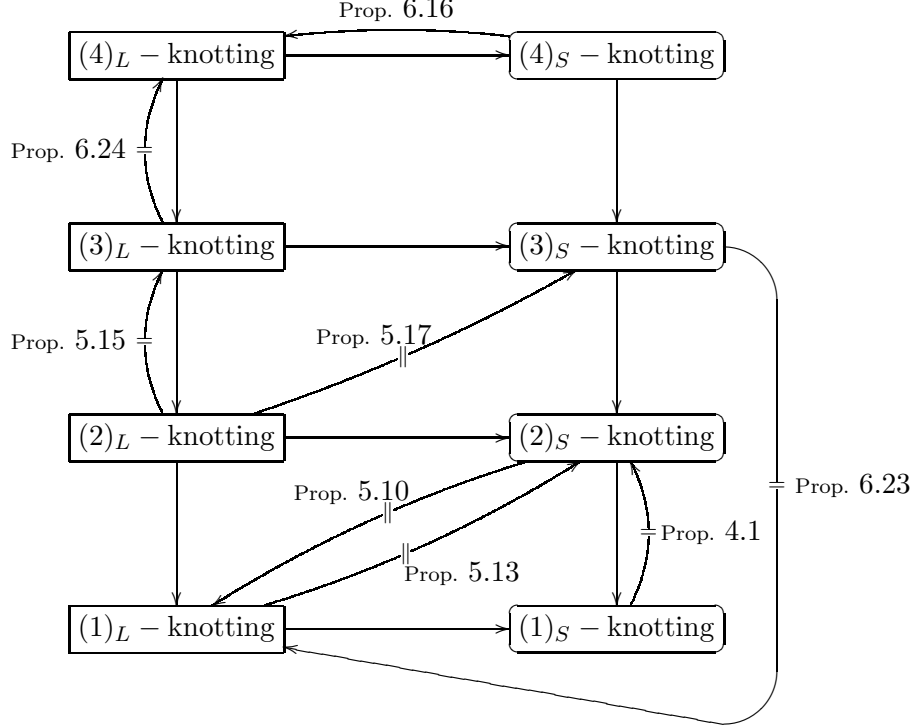 Prop. 6.16
(4)_L − knotting
(4)_S − knotting
Prop. 6.24
(3)_L − knotting
(3)_S − knotting
Prop. 5.15
Prop. 5.17
(2)_L − knotting
(2)_S − knotting
Prop. 6.23
Prop. 5.10
Prop. 4.1
Prop. 5.13
(1)_L − knotting
(1)_S − knotting